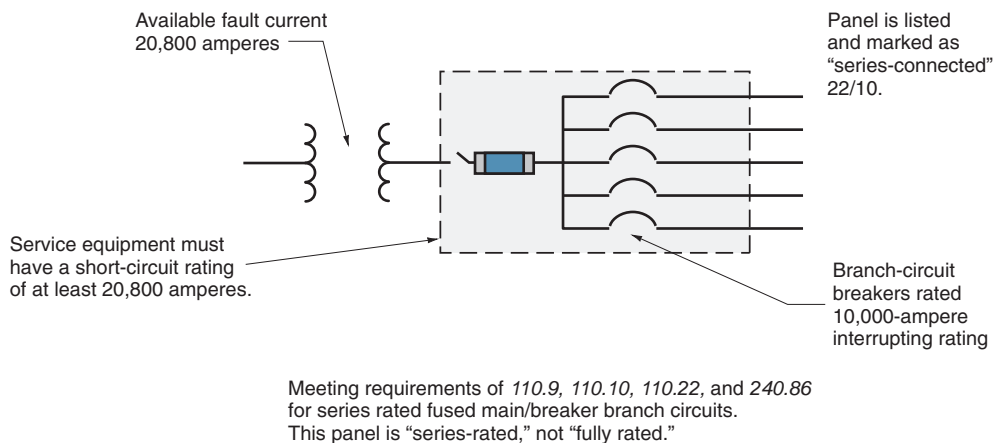 Available fault current
20,800 amperes
Panel is listed
and marked as
“series-connected”
22/10.
Service equipment must
have a short-circuit rating
of at least 20,800 amperes.
Branch-circuit
breakers rated
10,000-ampere
interrupting rating
Meeting requirements of 110.9, 110.10, 110.22, and 240.86
for series rated fused main/breaker branch circuits.
This panel is “series-rated,” not “fully rated.”